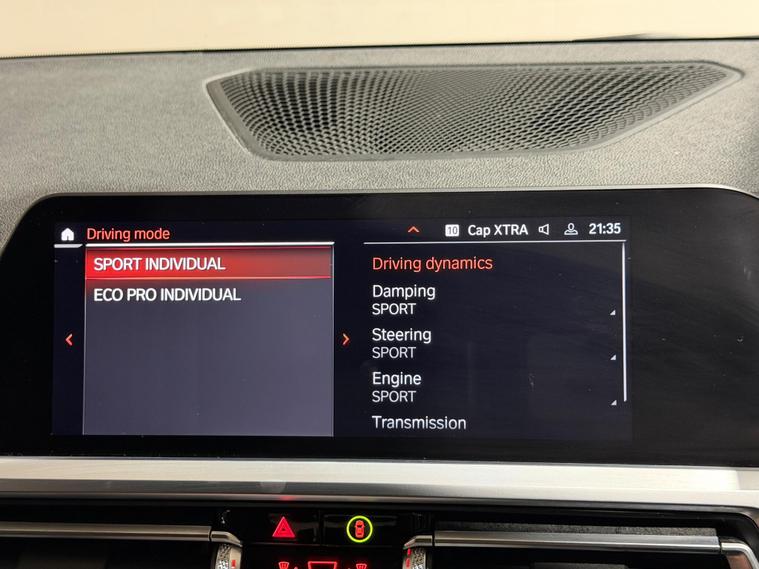 Driving mode
10 Cap XTRA 21:35
SPORT INDIVIDUAL
ECO PRO INDIVIDUAL
Driving dynamics
Damping
SPORT
Steering
SPORT
Engine
SPORT
Transmission